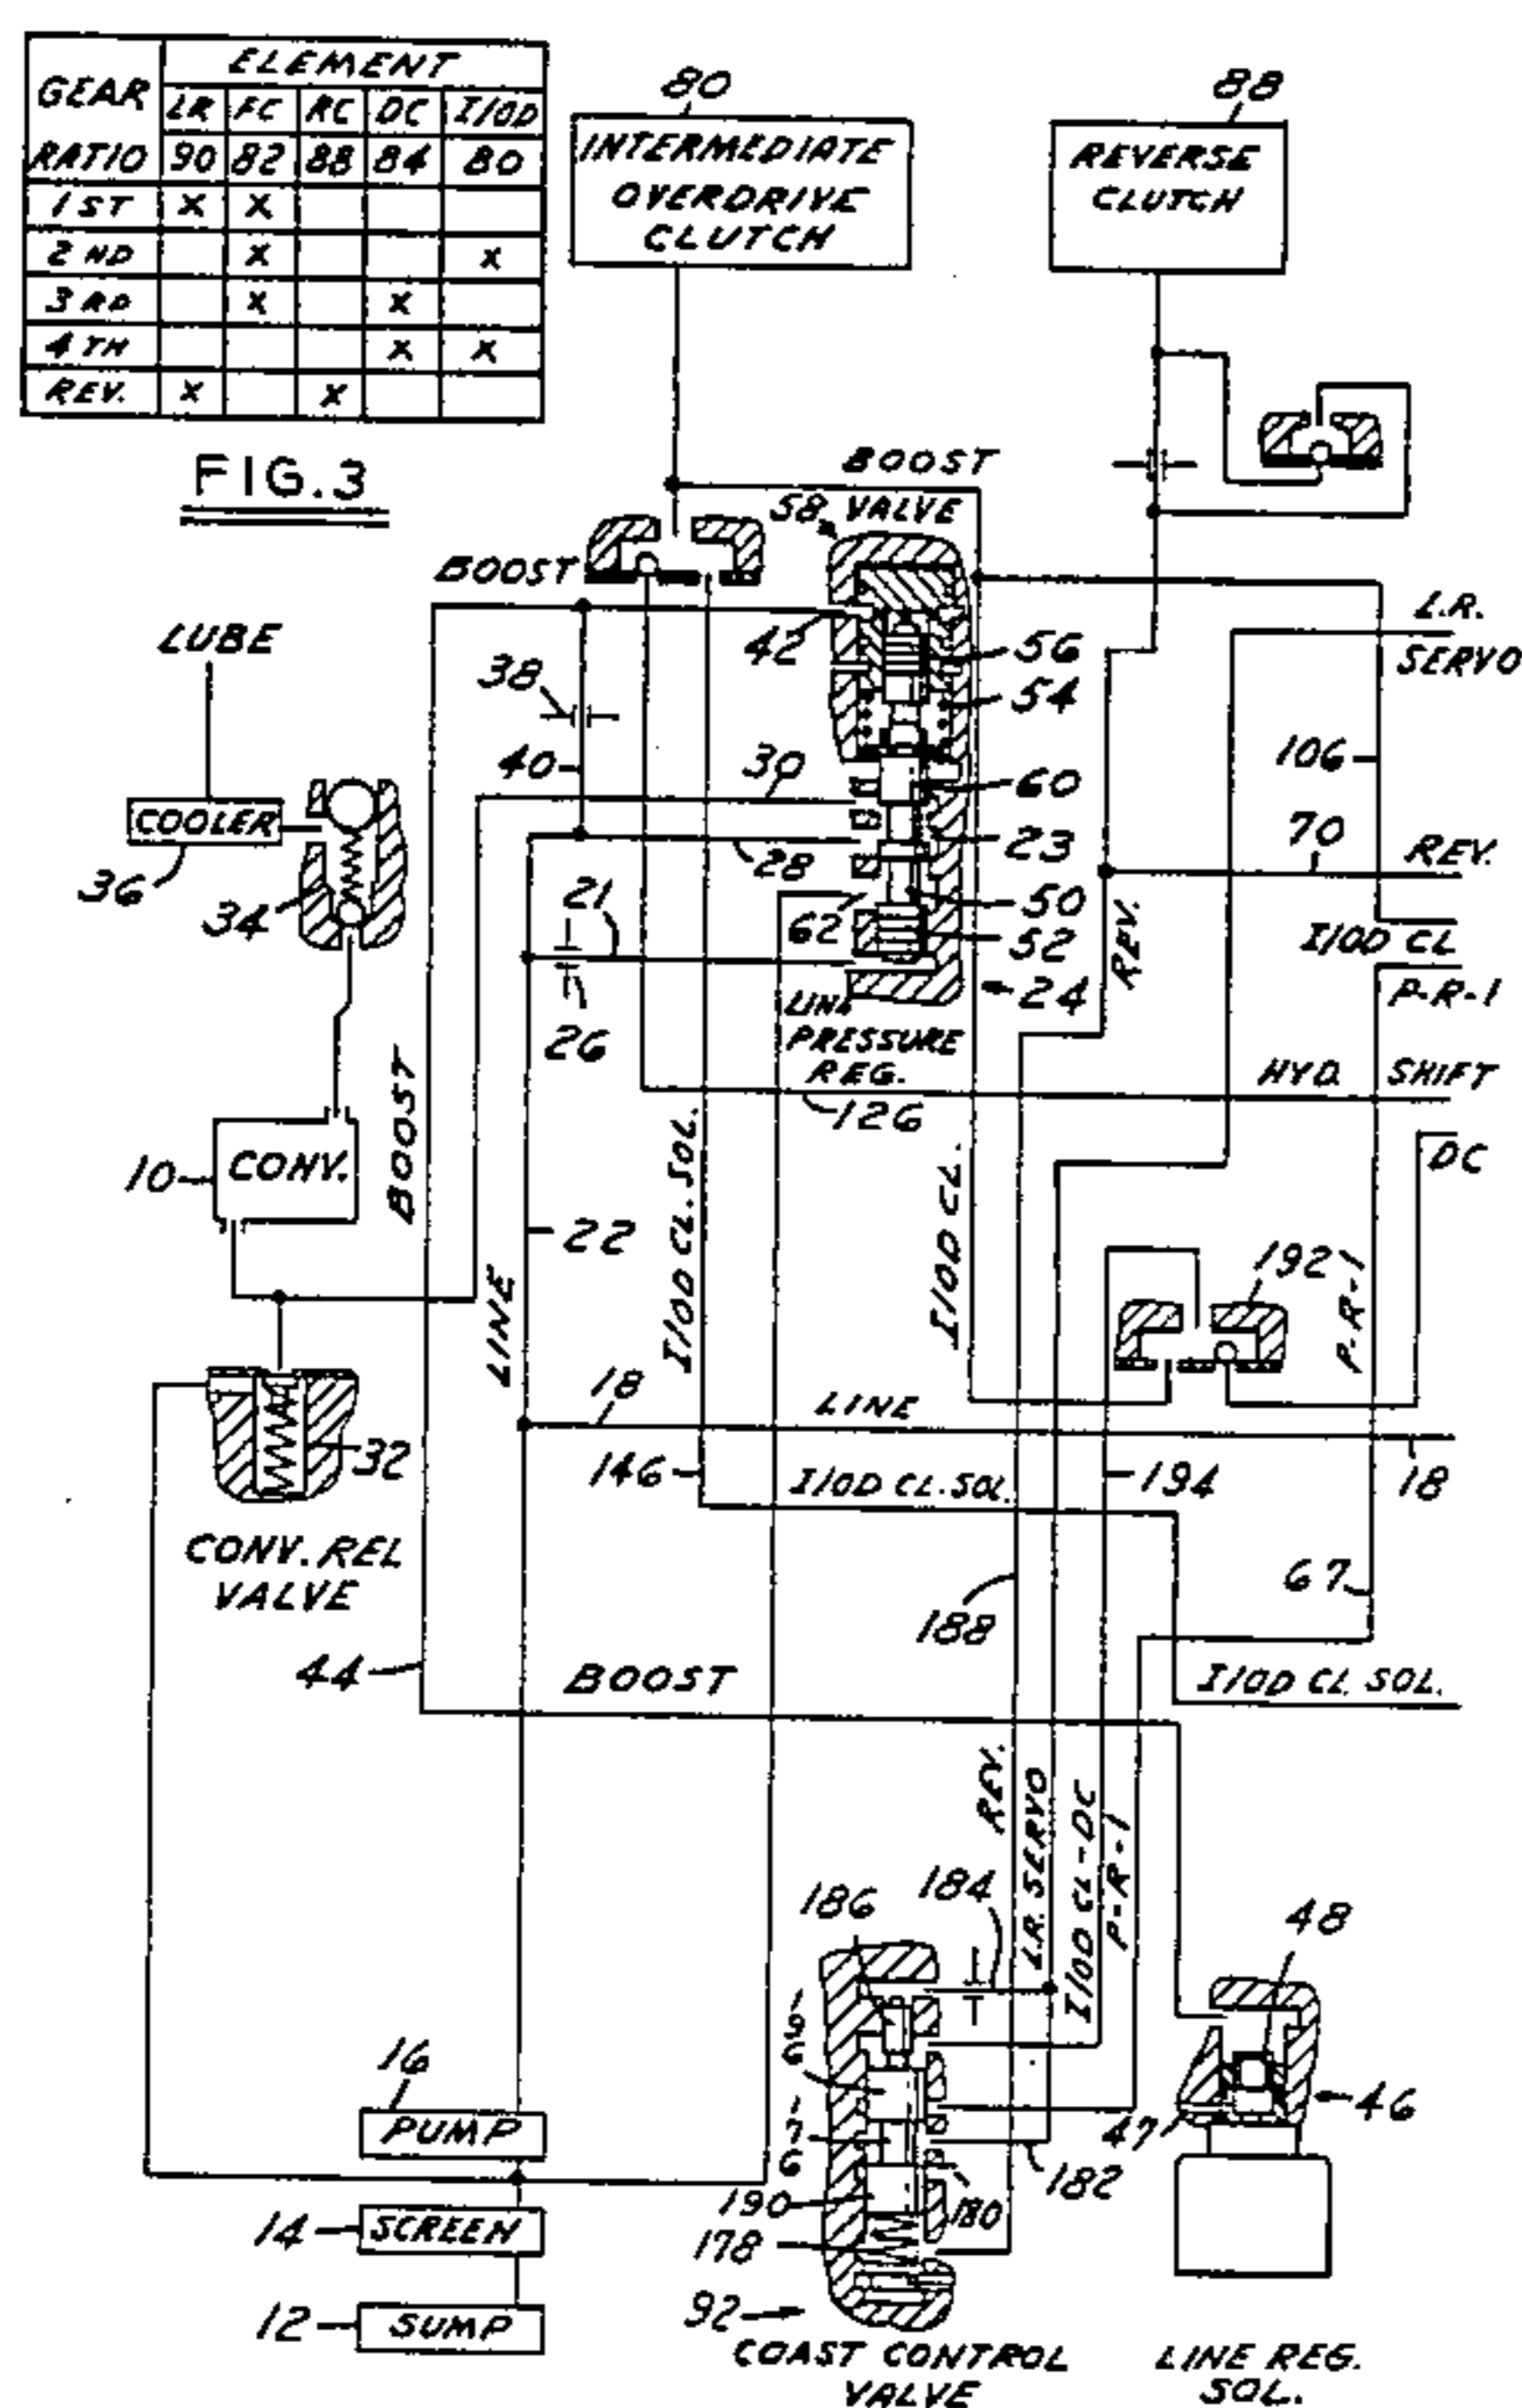 ELEMENT
GEAR RATIO LR FC RC DC I/OD
90 82 88 84 80
1ST X X
2ND X X
3RD X X
4TH X X
REV. X X
FIG.3
80
INTERMEDIATE
OVERDRIVE
CLUTCH
88
REVERSE
CLUTCH
BOOST
58 VALVE
BOOST
42
LUBE
38
40
30
56
54
60
23
28
50
52
62
21
26
24
COOLER
36
34
L.R.
SERVO
106
70
REV.
I/OD CL
P-R-1
REV.
LINE
PRESSURE
REG.
126
HYD. SHIFT
DC
10
CONV.
BOOST
22
LINE
I/OD CL. SOL.
I/OD CL.
192
P-R-1
18
LINE
18
32
146
I/OD CL. SOL.
194
CONV. REL
VALVE
188
67
44
BOOST
I/OD CL. SOL.
REV.
L.R. SERVO
I/OD CL-DC
P-R-1
186
184
48
196
176
16
PUMP
47
46
182
190
180
14
SCREEN
178
12
SUMP
92
COAST CONTROL
VALVE
LINE REG.
SOL.